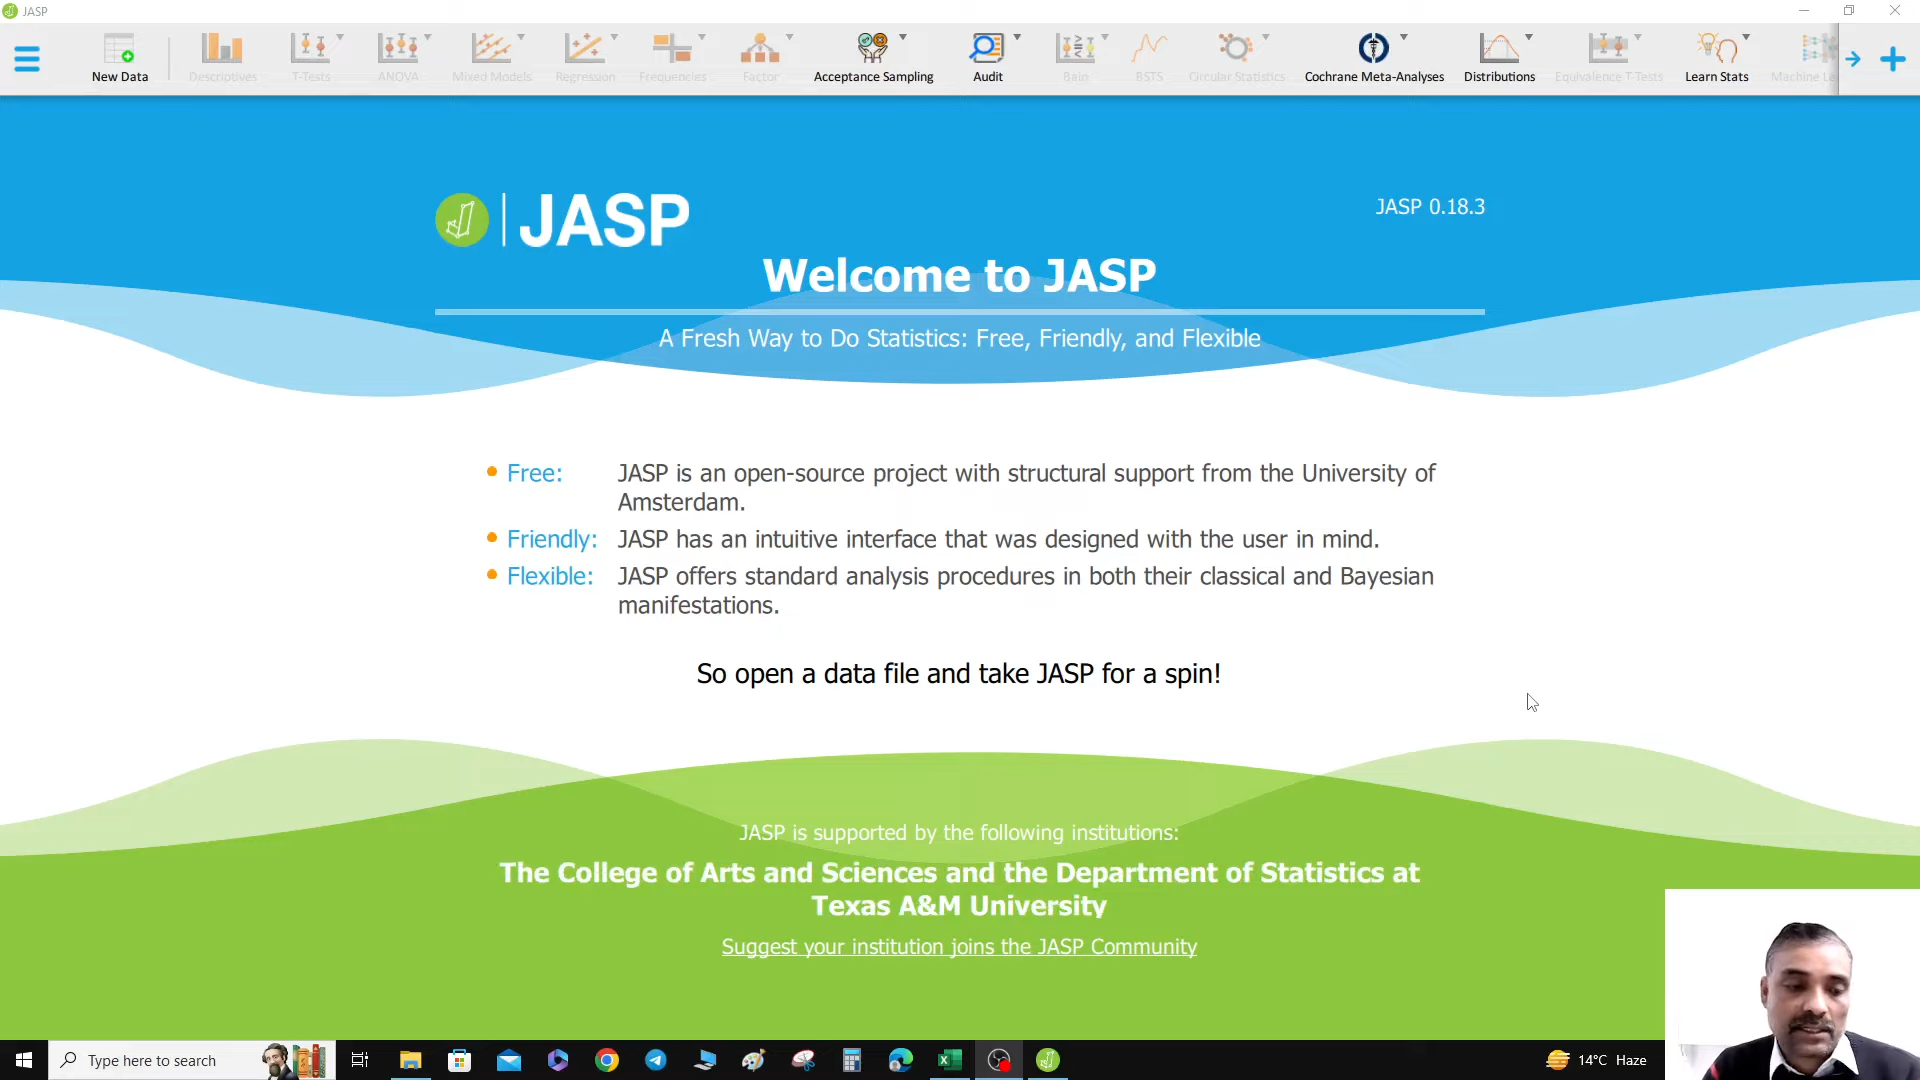 JASP
New Data
Descriptives
T-Tests
ANOVA
Mixed Models
Regression
Frequencies
Factor
Acceptance Sampling
Audit
Bain
BSTS
Circular Statistics
Cochrane Meta-Analyses
Distributions
Equivalence T-Tests
Learn Stats
Machine Le
JASP
JASP 0.18.3
Welcome to JASP
A Fresh Way to Do Statistics: Free, Friendly, and Flexible
• Free: JASP is an open-source project with structural support from the University of
Amsterdam.
• Friendly: JASP has an intuitive interface that was designed with the user in mind.
• Flexible: JASP offers standard analysis procedures in both their classical and Bayesian
manifestations.
So open a data file and take JASP for a spin!
JASP is supported by the following institutions:
The College of Arts and Sciences and the Department of Statistics at
Texas A&M University
Suggest your institution joins the JASP Community
Type here to search
14°C Haze